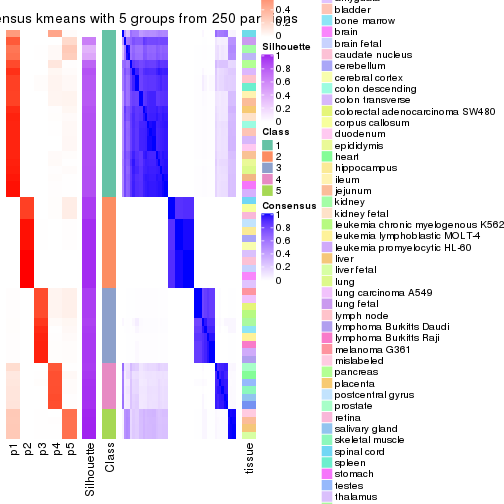 ensus kmeans with 5 groups from 250 par
ns
0.4
0.2
0
Silhouette
1
0.8
0.6
0.4
0.2
0
Class
1
2
3
4
5
Consensus
1
0.8
0.6
0.4
0.2
0
p1
p2
p3
p4
p5
Silhouette
Class
tissue
bladder
bone marrow
brain
brain fetal
caudate nucleus
cerebellum
cerebral cortex
colon descending
colon transverse
colorectal adenocarcinoma SW480
corpus callosum
duodenum
epididymis
heart
hippocampus
ileum
jejunum
kidney
kidney fetal
leukemia chronic myelogenous K562
leukemia lymphoblastic MOLT-4
leukemia promyelocytic HL-60
liver
liver fetal
lung
lung carcinoma A549
lung fetal
lymph node
lymphoma Burkitts Daudi
lymphoma Burkitts Raji
melanoma G361
mislabeled
pancreas
placenta
postcentral gyrus
prostate
retina
salivary gland
skeletal muscle
spinal cord
spleen
stomach
testes
thalamus